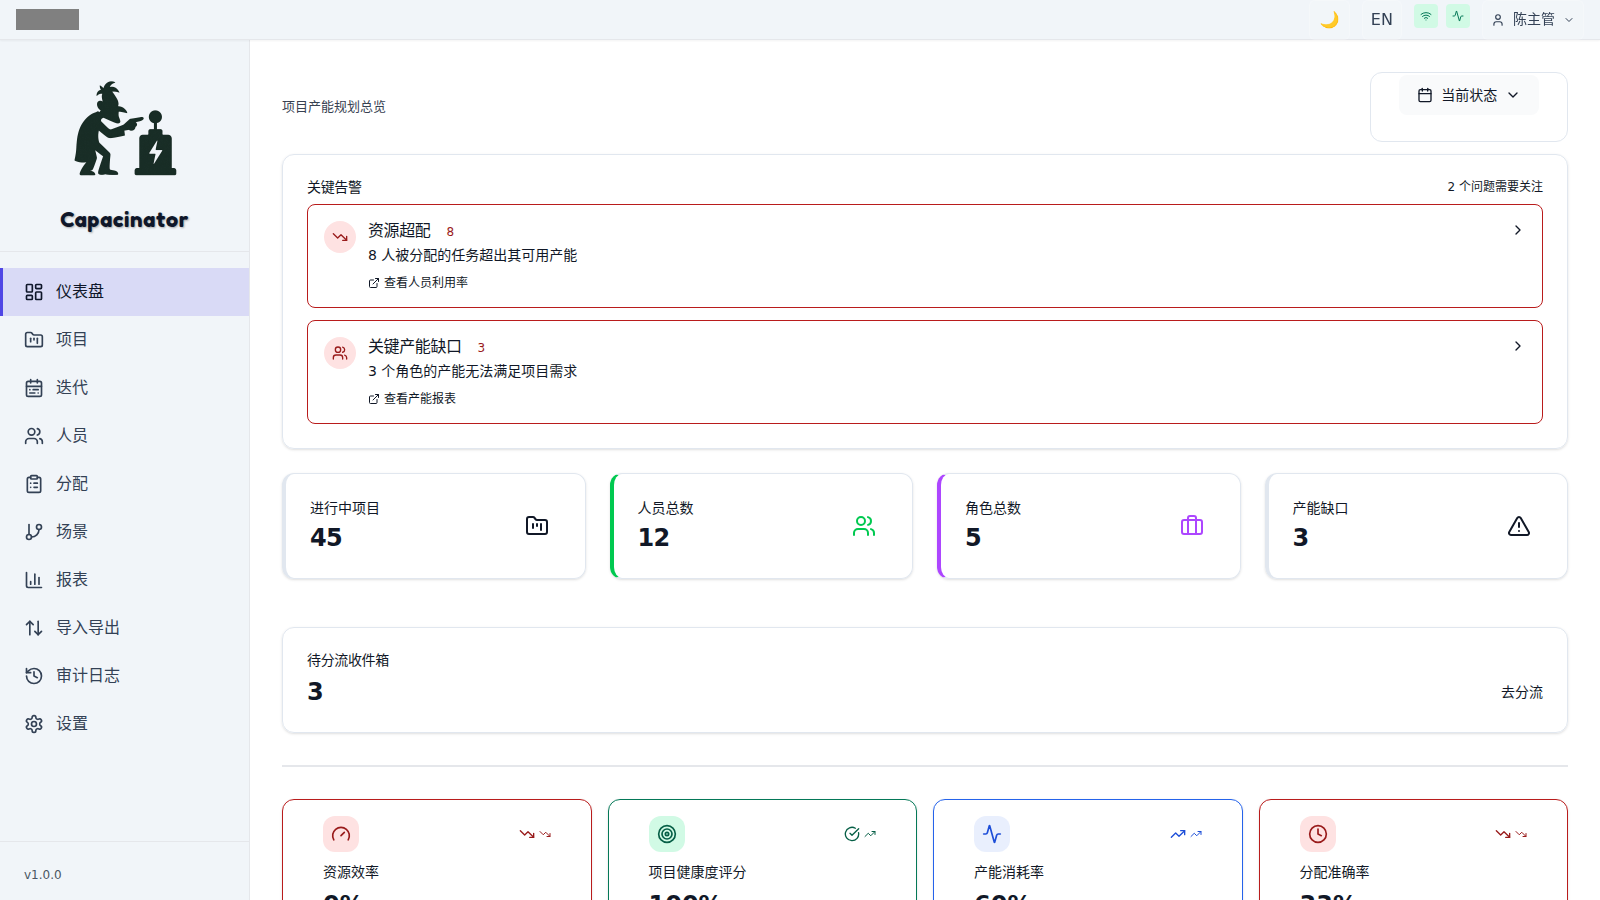 EN
陈主管
Capacinator
仪表盘
项目
迭代
人员
分配
场景
报表
导入导出
审计日志
设置
v1.0.0
项目产能规划总览
当前状态
关键告警
2 个问题需要关注
资源超配 8
8 人被分配的任务超出其可用产能
查看人员利用率
关键产能缺口 3
3 个角色的产能无法满足项目需求
查看产能报表
进行中项目
45
人员总数
12
角色总数
5
产能缺口
3
待分流收件箱
3
去分流
资源效率
项目健康度评分
产能消耗率
分配准确率